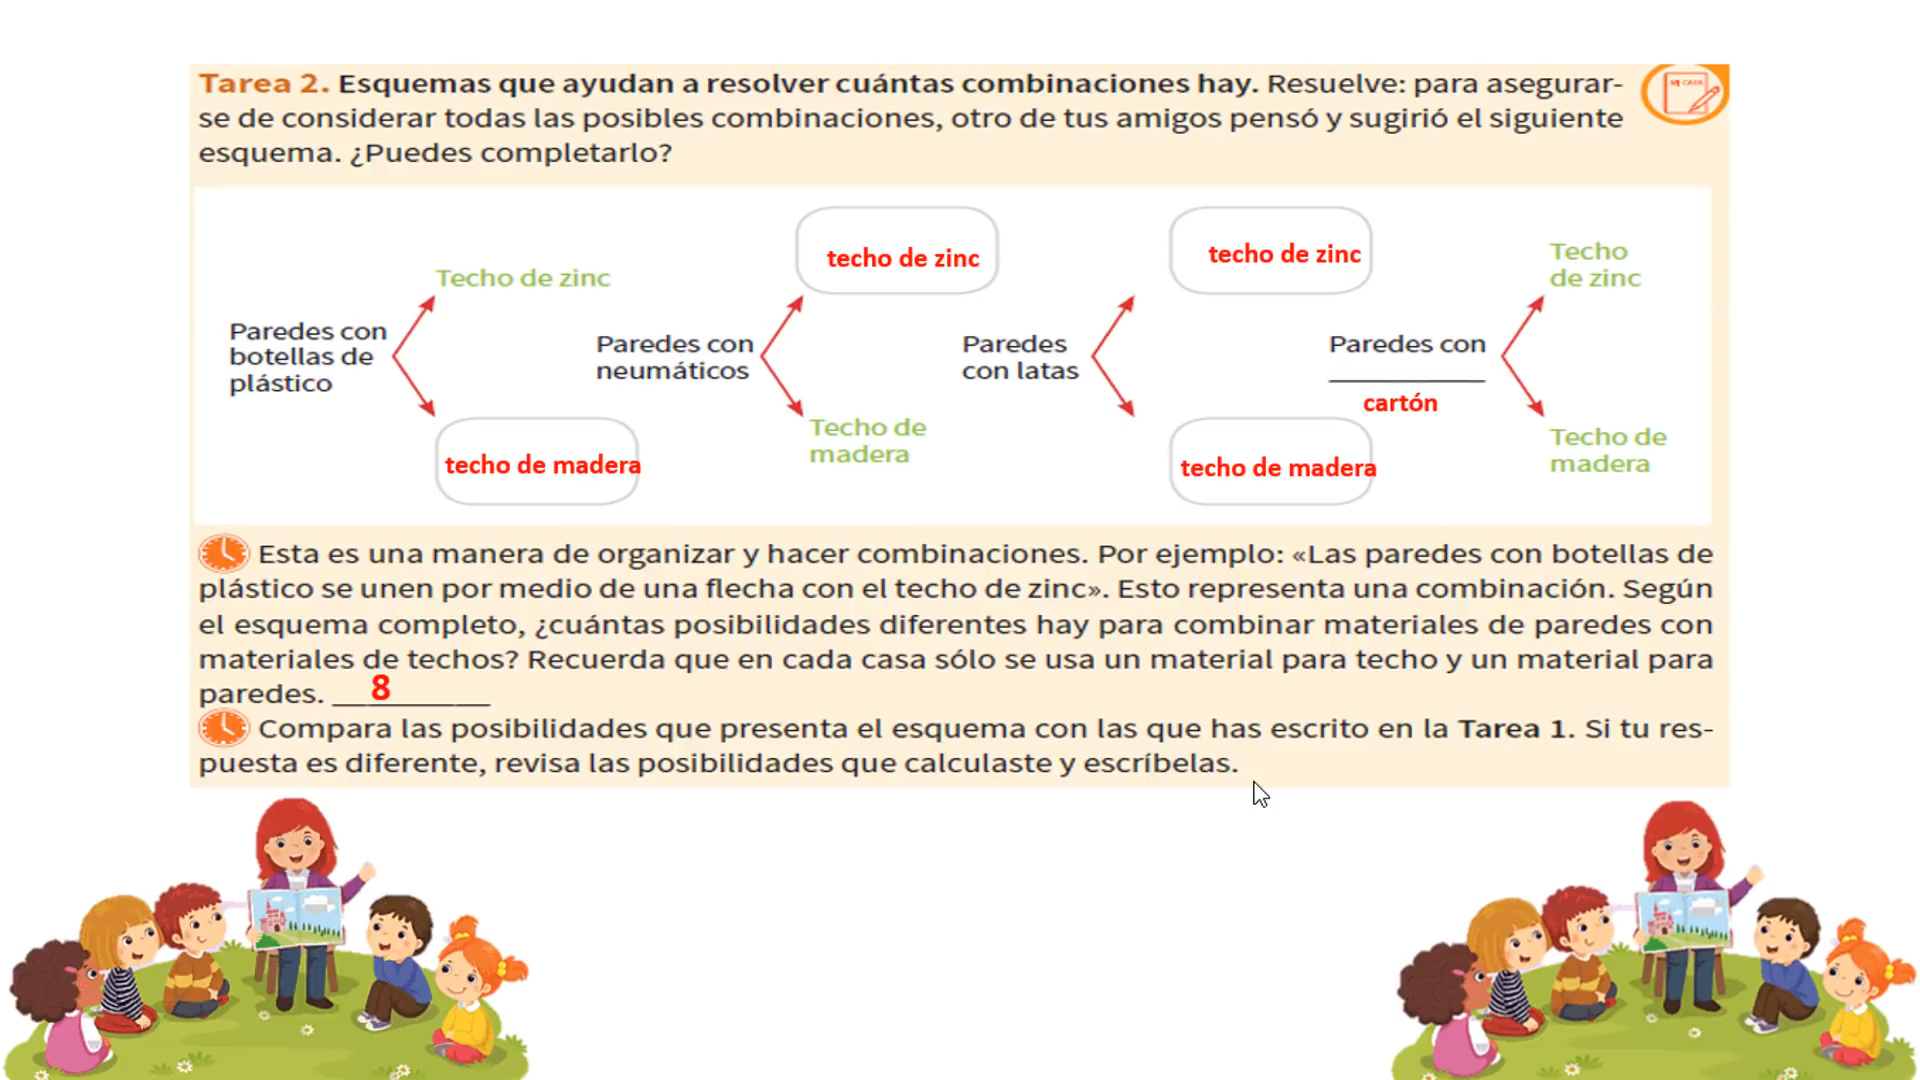 Tarea 2. Esquemas que ayudan a resolver cuántas combinaciones hay. Resuelve: para asegurar-
se de considerar todas las posibles combinaciones, otro de tus amigos pensó y sugirió el siguiente
esquema. ¿Puedes completarlo?
MI CASA
Paredes con
botellas de
plástico
Techo de zinc
techo de madera
Paredes con
neumáticos
techo de zinc
Techo de
madera
Paredes
con latas
techo de zinc
techo de madera
Paredes con
cartón
Techo
de zinc
Techo de
madera
Esta es una manera de organizar y hacer combinaciones. Por ejemplo: «Las paredes con botellas de
plástico se unen por medio de una flecha con el techo de zinc». Esto representa una combinación. Según
el esquema completo, ¿cuántas posibilidades diferentes hay para combinar materiales de paredes con
materiales de techos? Recuerda que en cada casa sólo se usa un material para techo y un material para
paredes. 8
Compara las posibilidades que presenta el esquema con las que has escrito en la Tarea 1. Si tu res-
puesta es diferente, revisa las posibilidades que calculaste y escríbelas.